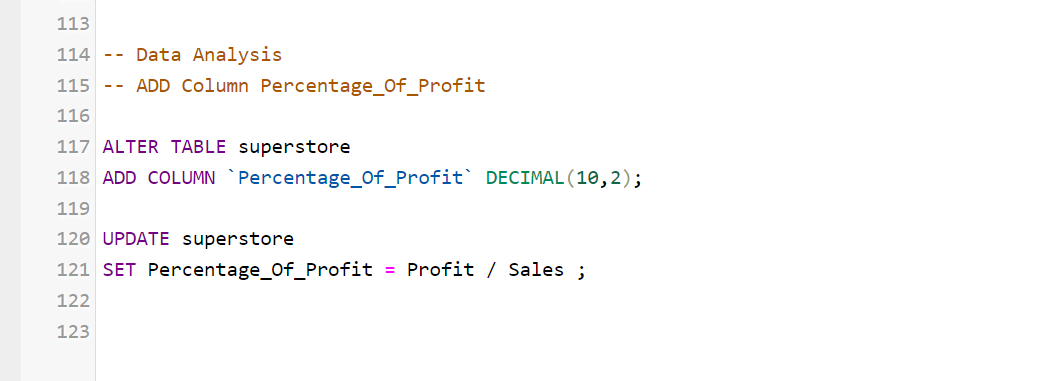 113
114 -- Data Analysis
115 -- ADD Column Percentage_Of_Profit
116
117 ALTER TABLE superstore
118 ADD COLUMN `Percentage_Of_Profit` DECIMAL(10,2);
119
120 UPDATE superstore
121 SET Percentage_Of_Profit = Profit / Sales ;
122
123